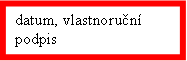 datum, vlastnoruční
podpis